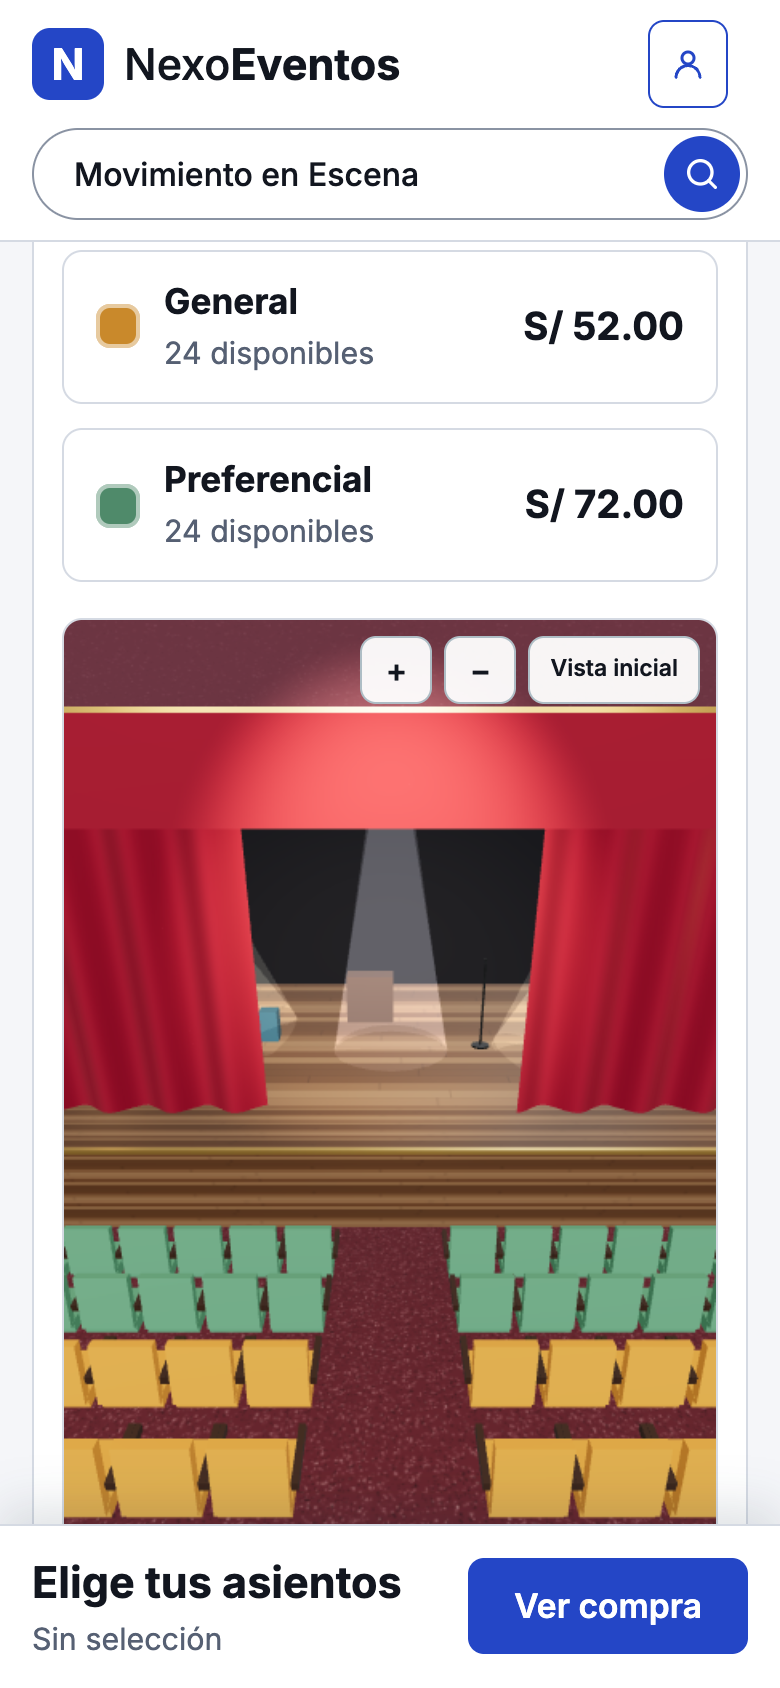 N NexoEventos
Movimiento en Escena
General
24 disponibles
S/ 52.00
Preferencial
24 disponibles
S/ 72.00
+ − Vista inicial
Elige tus asientos
Sin selección
Ver compra